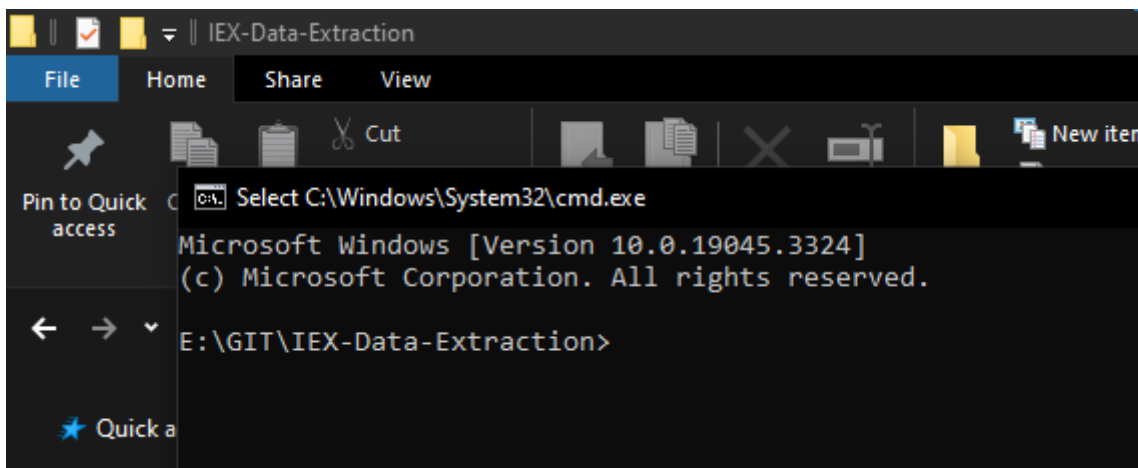 IEX-Data-Extraction
File Home Share View
Cut
New
Pin to Quick
access
Select C:\Windows\System32\cmd.exe
Microsoft Windows [Version 10.0.19045.3324]
(c) Microsoft Corporation. All rights reserved.
E:\GIT\IEX-Data-Extraction>
Quick